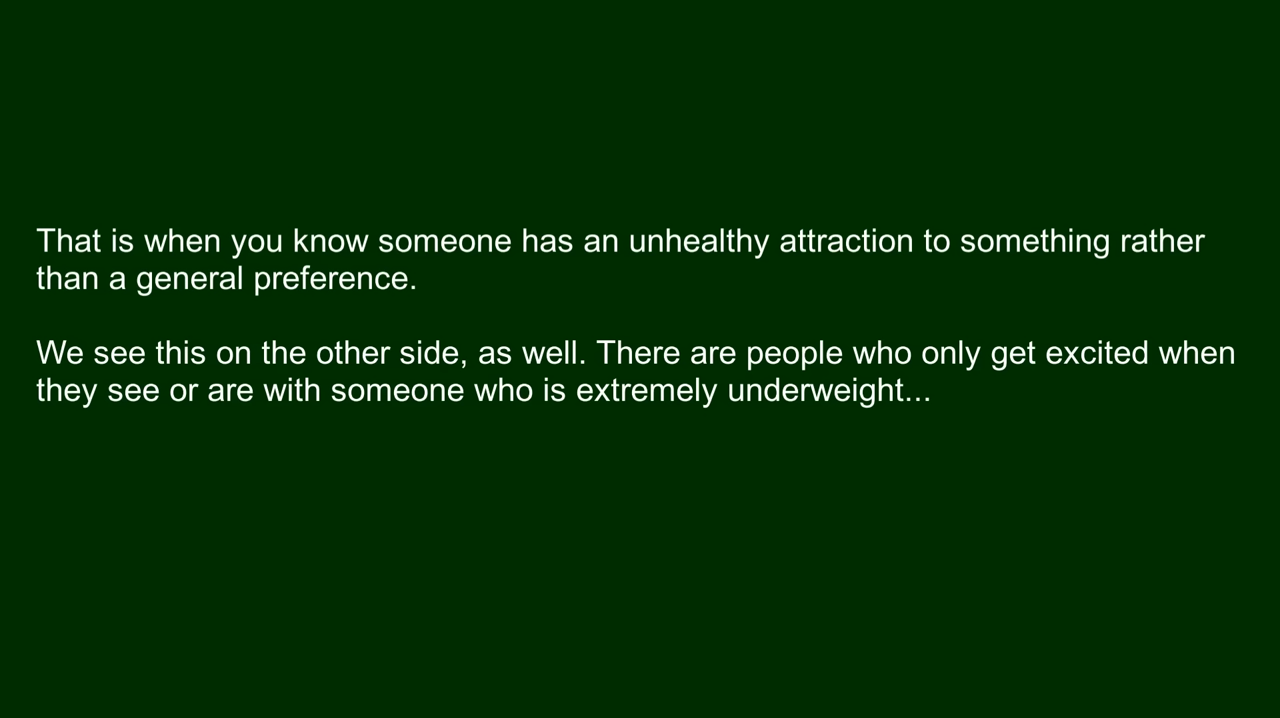 That is when you know someone has an unhealthy attraction to something rather
than a general preference.
We see this on the other side, as well. There are people who only get excited when
they see or are with someone who is extremely underweight...